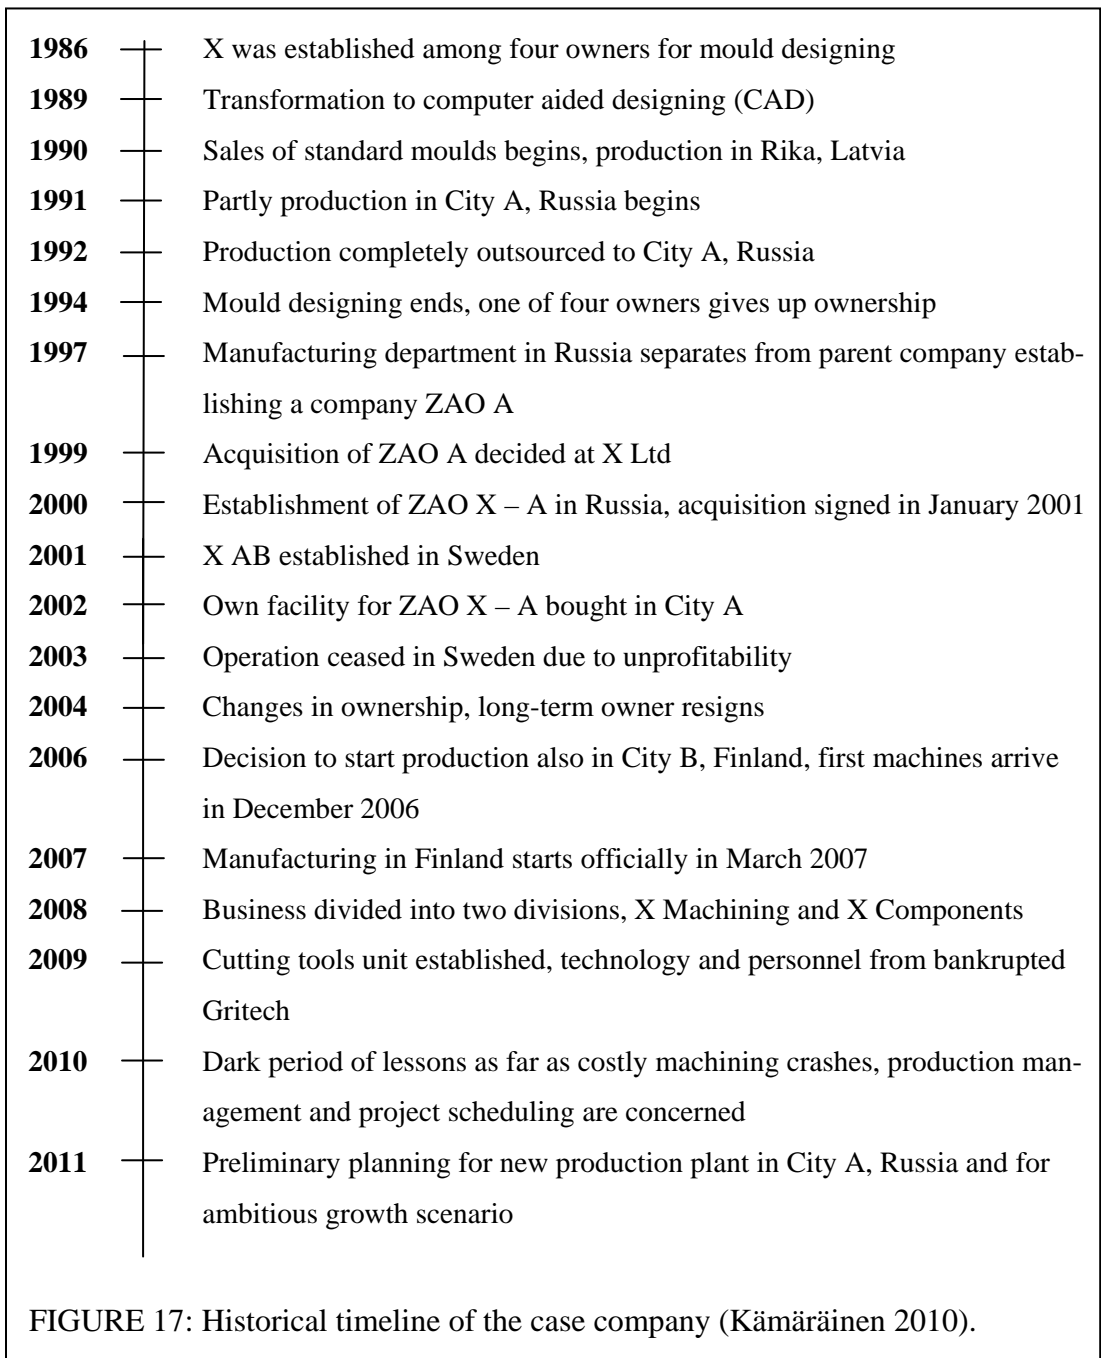 1986 X was established among four owners for mould designing
1989 Transformation to computer aided designing (CAD)
1990 Sales of standard moulds begins, production in Rika, Latvia
1991 Partly production in City A, Russia begins
1992 Production completely outsourced to City A, Russia
1994 Mould designing ends, one of four owners gives up ownership
1997 Manufacturing department in Russia separates from parent company estab-
lishing a company ZAO A
1999 Acquisition of ZAO A decided at X Ltd
2000 Establishment of ZAO X – A in Russia, acquisition signed in January 2001
2001 X AB established in Sweden
2002 Own facility for ZAO X – A bought in City A
2003 Operation ceased in Sweden due to unprofitability
2004 Changes in ownership, long-term owner resigns
2006 Decision to start production also in City B, Finland, first machines arrive
in December 2006
2007 Manufacturing in Finland starts officially in March 2007
2008 Business divided into two divisions, X Machining and X Components
2009 Cutting tools unit established, technology and personnel from bankrupted
Gritech
2010 Dark period of lessons as far as costly machining crashes, production man-
agement and project scheduling are concerned
2011 Preliminary planning for new production plant in City A, Russia and for
ambitious growth scenario
FIGURE 17: Historical timeline of the case company (Kämäräinen 2010).